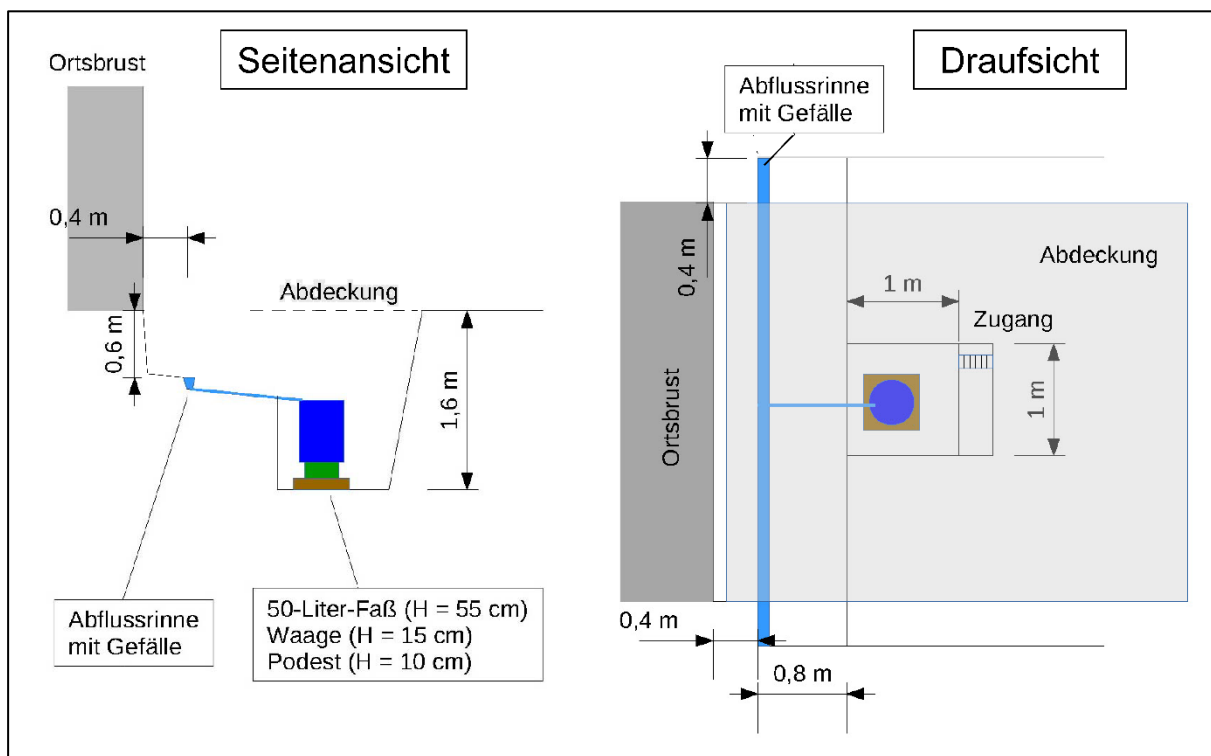 Seitenansicht
Ortsbrust
0,4 m
Abdeckung
0,6 m
1,6 m
Abflussrinne
mit Gefälle
50-Liter-Faß (H = 55 cm)
Waage (H = 15 cm)
Podest (H = 10 cm)
Draufsicht
Abflussrinne
mit Gefälle
0,4 m
Abdeckung
1 m
Zugang
1 m
Ortsbrust
0,4 m
0,8 m